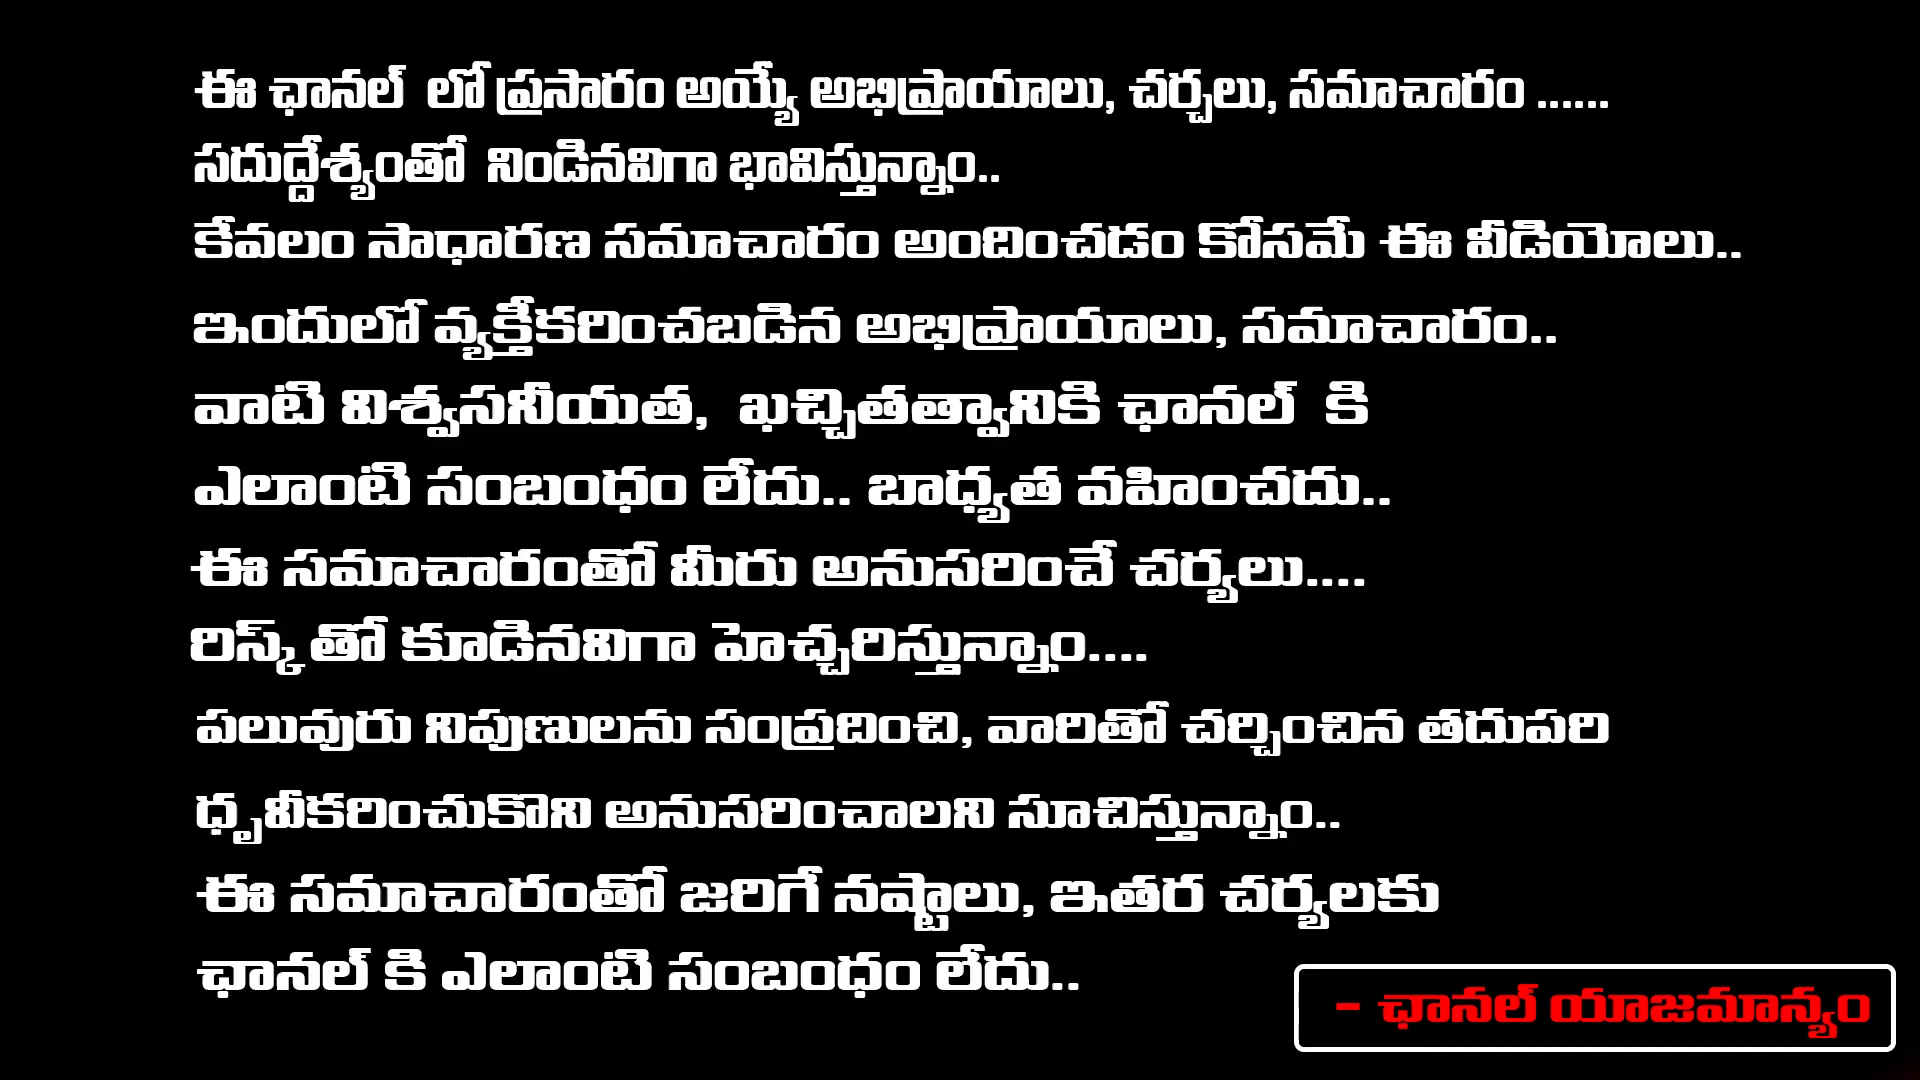 ఈ ఛానల్ లో ప్రసారం అయ్యే అభిప్రాయాలు, చర్చలు, సమాచారం ......
సదుద్దేశ్యంతో నిండినవిగా భావిస్తున్నాం..
కేవలం సాధారణ సమాచారం అందించడం కోసమే ఈ వీడియోలు..
ఇందులో వ్యక్తీకరించబడిన అభిప్రాయాలు, సమాచారం..
వాటి విశ్వసనీయత, ఖచ్చితత్వానికి ఛానల్ కి
ఎలాంటి సంబంధం లేదు.. బాధ్యత వహించదు..
ఈ సమాచారంతో మీరు అనుసరించే చర్యలు....
రిస్క్ తో కూడినవిగా హెచ్చరిస్తున్నాం....
పలువురు నిపుణులను సంప్రదించి, వారితో చర్చించిన తదుపరి
ధృవీకరించుకొని అనుసరించాలని సూచిస్తున్నాం..
ఈ సమాచారంతో జరిగే నష్టాలు, ఇతర చర్యలకు
ఛానల్ కి ఎలాంటి సంబంధం లేదు..
- ఛానల్ యాజమాన్యం